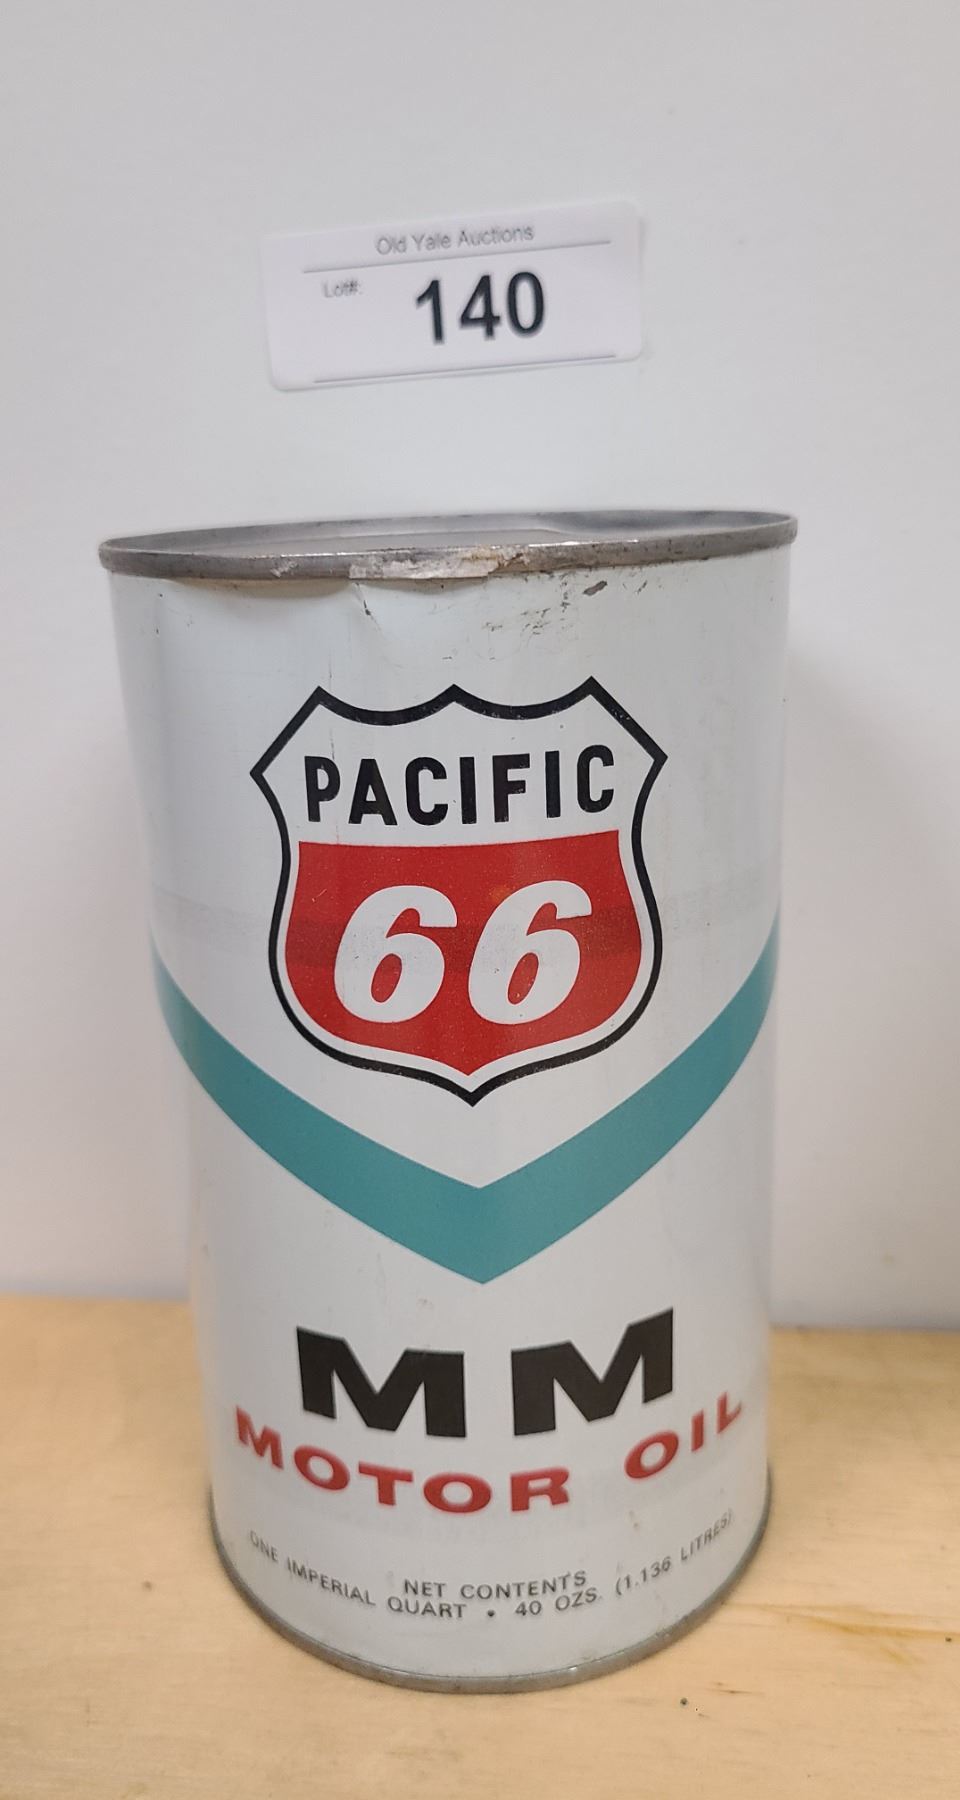 Old Yale Auctions
Lot#: 140
PACIFIC
66
MM
MOTOR OIL
NET CONTENTS
ONE IMPERIAL QUART • 40 OZS. (1.136 LITRES)